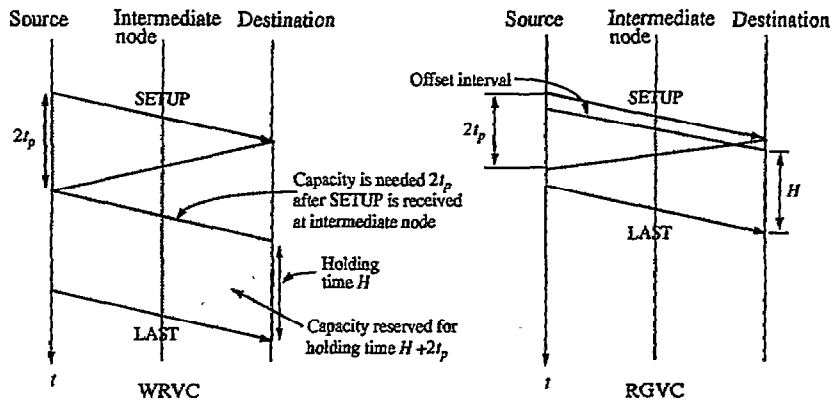 Source
Intermediate
node
Destination
SETUP
2tp
Capacity is needed 2tp
after SETUP is received
at intermediate node
Holding
time H
LAST
Capacity reserved for
holding time H+2tp
t
WRVC
Source
Intermediate
node
Destination
Offset interval
SETUP
2tp
H
LAST
t
RGVC